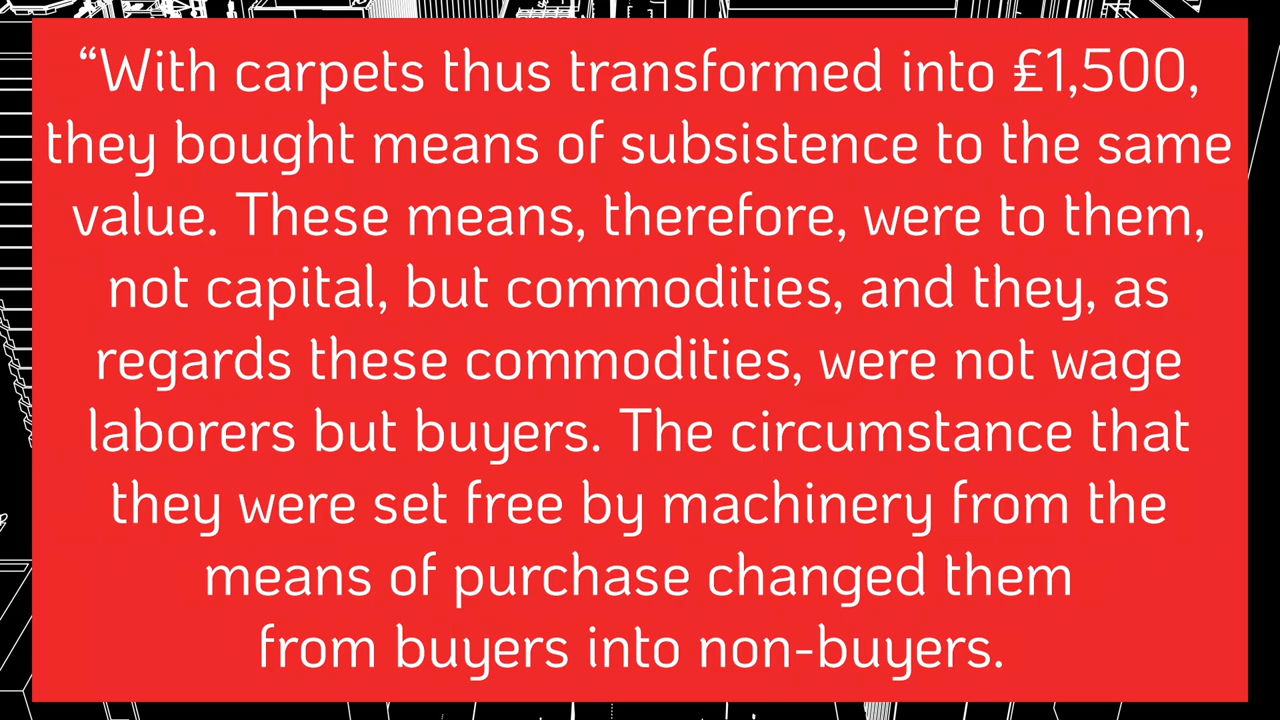 “With carpets thus transformed into £1,500,
they bought means of subsistence to the same
value. These means, therefore, were to them,
not capital, but commodities, and they, as
regards these commodities, were not wage
laborers but buyers. The circumstance that
they were set free by machinery from the
means of purchase changed them
from buyers into non-buyers.